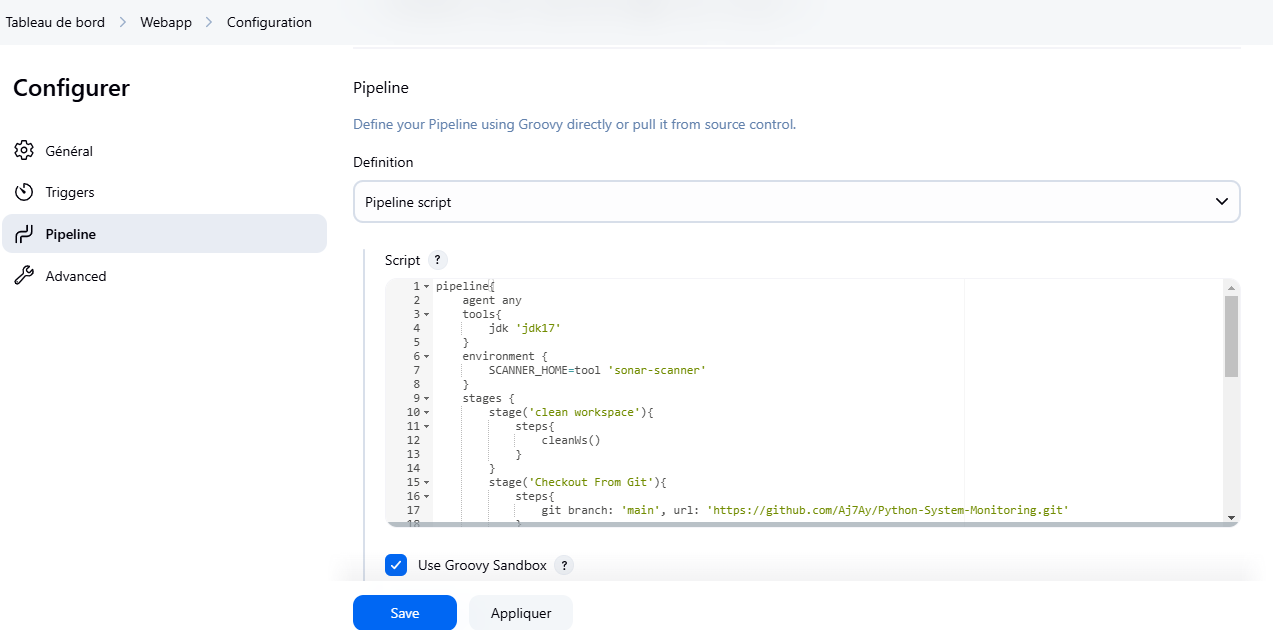 Tableau de bord > Webapp > Configuration
Configurer
Général
Triggers
Pipeline
Advanced
Pipeline
Define your Pipeline using Groovy directly or pull it from source control.
Definition
Pipeline script
Script ?
1 pipeline{
2     agent any
3     tools{
4         jdk 'jdk17'
5     }
6     environment {
7         SCANNER_HOME=tool 'sonar-scanner'
8     }
9     stages {
10         stage('clean workspace'){
11             steps{
12                 cleanWs()
13             }
14         }
15         stage('Checkout From Git'){
16             steps{
17                 git branch: 'main', url: 'https://github.com/Aj7Ay/Python-System-Monitoring.git'
18             }
Use Groovy Sandbox ?
Save
Appliquer